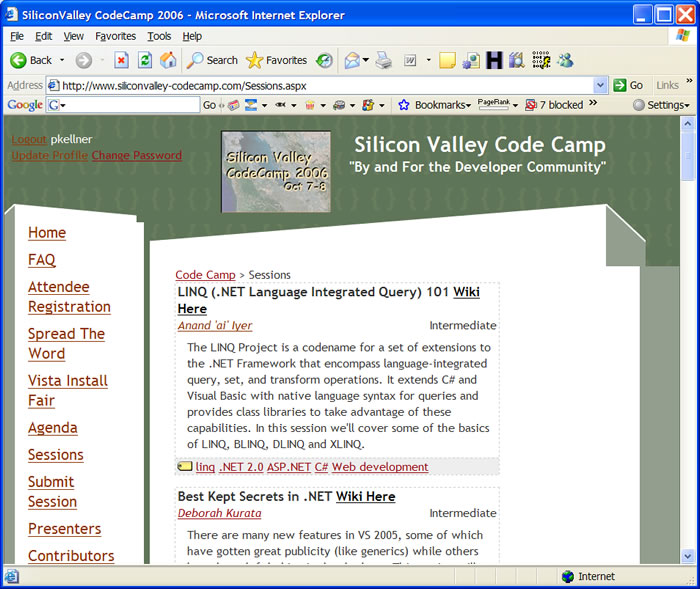 SiliconValley CodeCamp 2006 - Microsoft Internet Explorer
File Edit View Favorites Tools Help
Back Search Favorites
Address http://www.siliconvalley-codecamp.com/Sessions.aspx Go Links »
Google G Go Bookmarks PageRank 7 blocked » Settings
Logout pkellner
Update Profile Change Password
Silicon Valley
CodeCamp 2006
Oct 7-8
Silicon Valley Code Camp
"By and For the Developer Community"
Home
FAQ
Attendee
Registration
Spread The
Word
Vista Install
Fair
Agenda
Sessions
Submit
Session
Presenters
Contributors
Code Camp > Sessions
LINQ (.NET Language Integrated Query) 101 Wiki
Here
Anand 'ai' Iyer Intermediate
The LINQ Project is a codename for a set of extensions to
the .NET Framework that encompass language-integrated
query, set, and transform operations. It extends C# and
Visual Basic with native language syntax for queries and
provides class libraries to take advantage of these
capabilities. In this session we'll cover some of the basics
of LINQ, BLINQ, DLINQ and XLINQ.
linq .NET 2.0 ASP.NET C# Web development
Best Kept Secrets in .NET Wiki Here
Deborah Kurata Intermediate
There are many new features in VS 2005, some of which
have gotten great publicity (like generics) while others
Internet